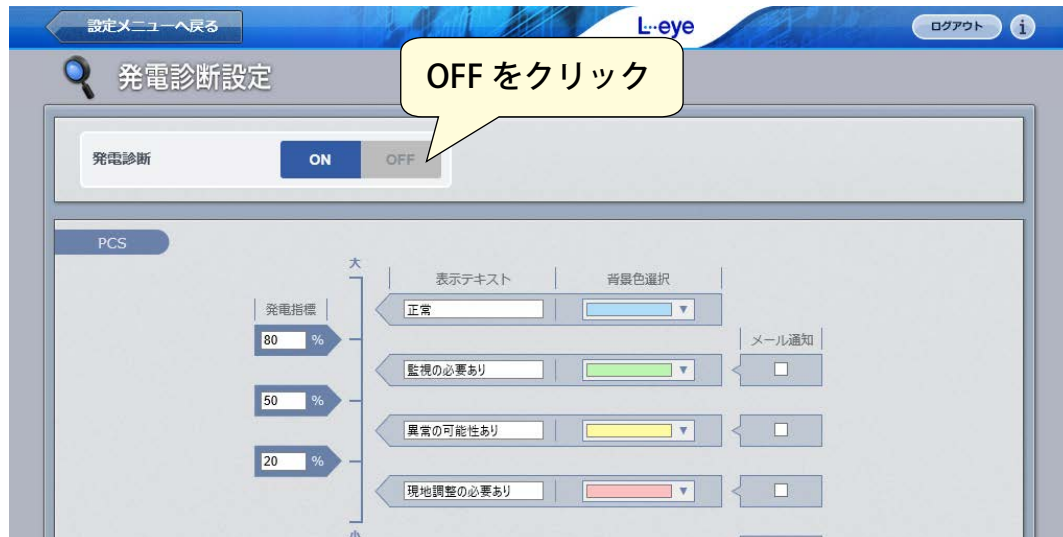 設定メニューへ戻る
L・・eye
ログアウト
i
発電診断設定
OFF をクリック
発電診断
ON
OFF
PCS
大
表示テキスト
背景色選択
発電指標
正常
80 %
メール通知
監視の必要あり
50 %
異常の可能性あり
20 %
現地調整の必要あり